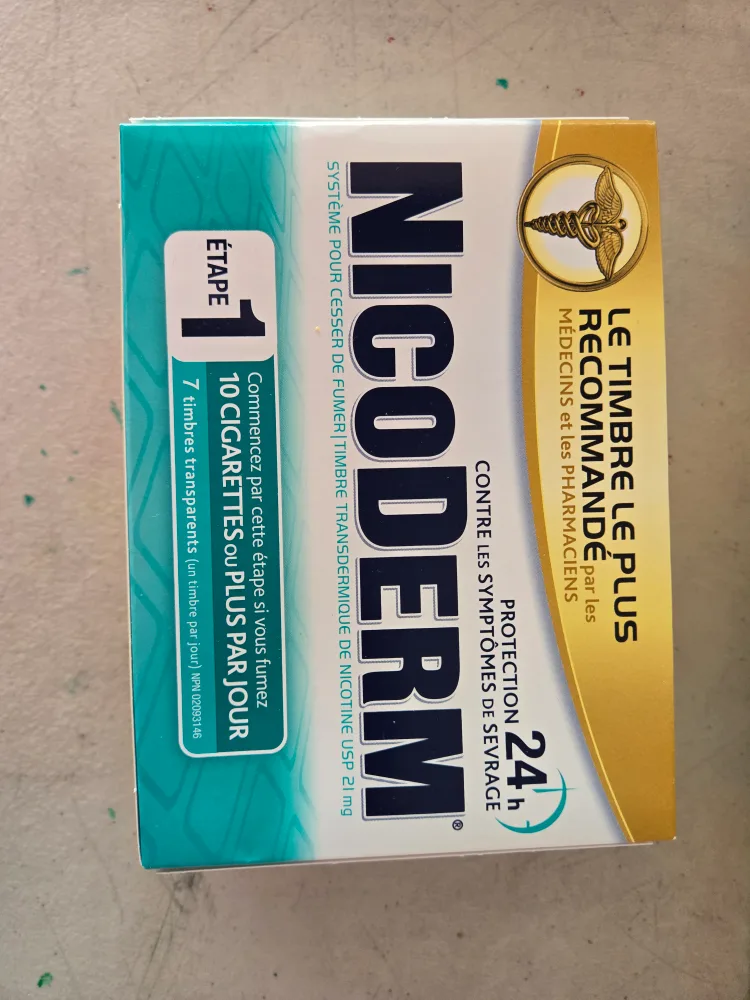 LE TIMBRE LE PLUS
RECOMMANDÉ par les
MÉDECINS et les PHARMACIENS
PROTECTION 24 h
CONTRE LES SYMPTÔMES DE SEVRAGE
NICODERM®
SYSTÈME POUR CESSER DE FUMER|TIMBRE TRANSDERMIQUE DE NICOTINE USP 21 mg
ÉTAPE 1
Commencez par cette étape si vous fumez
10 CIGARETTES OU PLUS PAR JOUR
7 timbres transparents (un timbre par jour) NPN 02093146